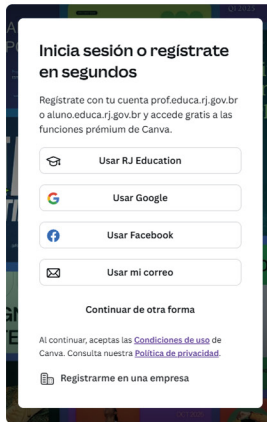 Inicia sesión o regístrate
en segundos
Regístrate con tu cuenta prof.educa.rj.gov.br
o aluno.educa.rj.gov.br y accede gratis a las
funciones prémium de Canva.
Usar RJ Education
Usar Google
Usar Facebook
Usar mi correo
Continuar de otra forma
Al continuar, aceptas las Condiciones de uso de
Canva. Consulta nuestra Política de privacidad.
Registrarme en una empresa